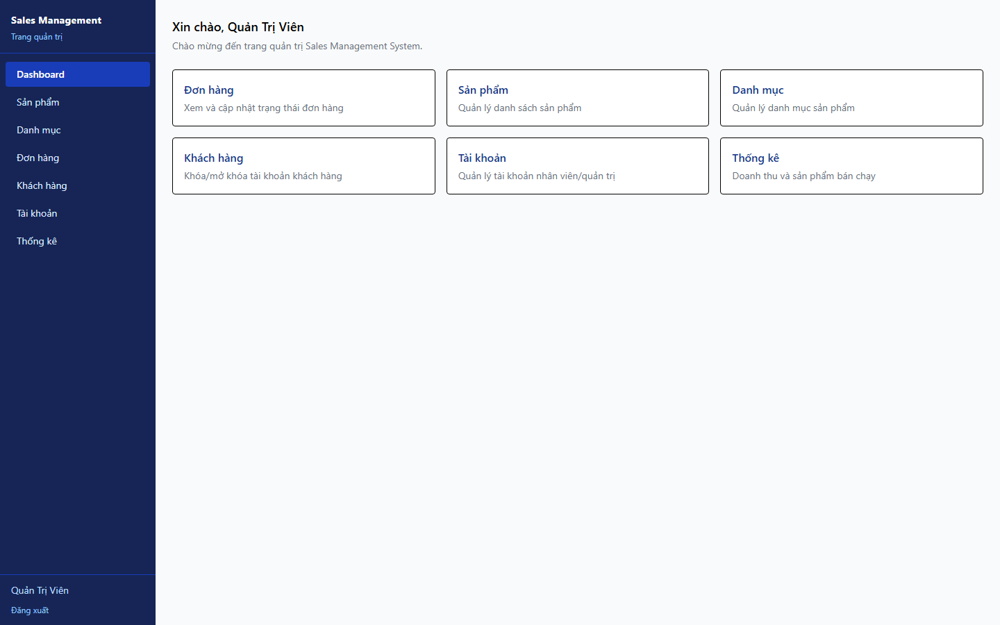 Sales Management
Trang quản trị
Dashboard
Sản phẩm
Danh mục
Đơn hàng
Khách hàng
Tài khoản
Thống kê
Quản Trị Viên
Đăng xuất
Xin chào, Quản Trị Viên
Chào mừng đến trang quản trị Sales Management System.
Đơn hàng
Xem và cập nhật trạng thái đơn hàng
Sản phẩm
Quản lý danh sách sản phẩm
Danh mục
Quản lý danh mục sản phẩm
Khách hàng
Khóa/mở khóa tài khoản khách hàng
Tài khoản
Quản lý tài khoản nhân viên/quản trị
Thống kê
Doanh thu và sản phẩm bán chạy